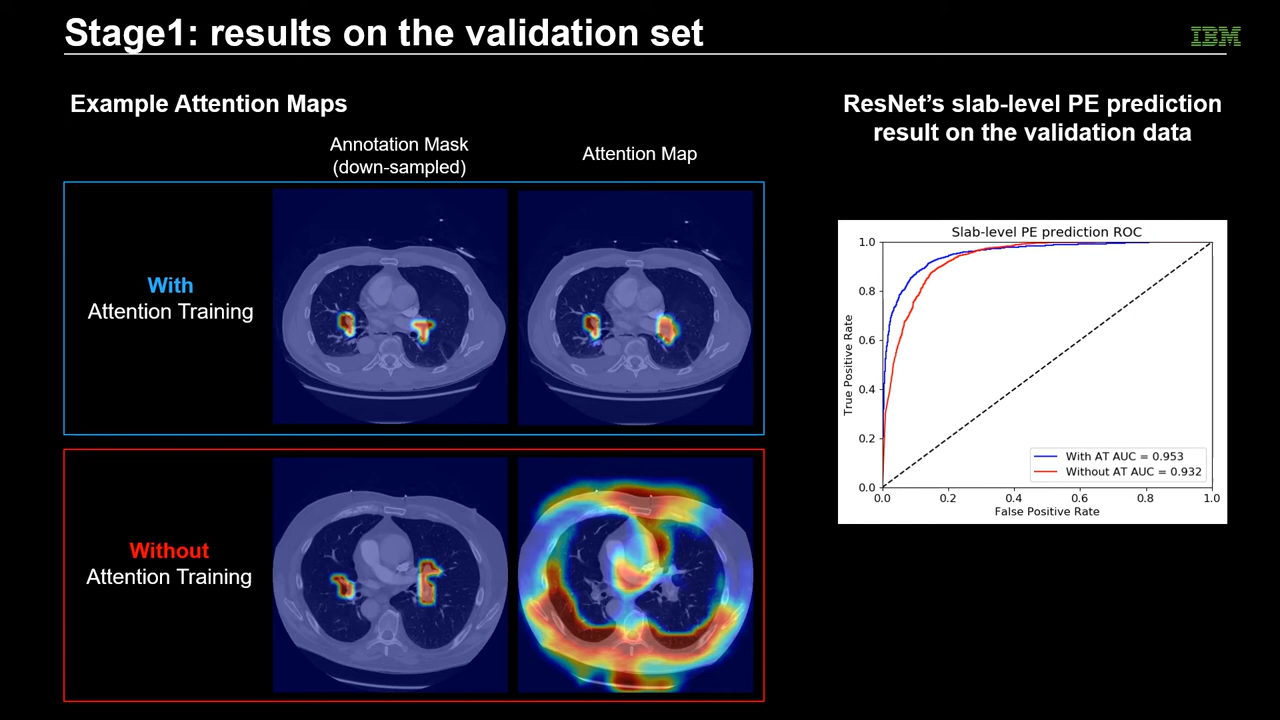 Stage1: results on the validation set
IBM
Example Attention Maps
Annotation Mask
(down-sampled)
Attention Map
With
Attention Training
Without
Attention Training
ResNet's slab-level PE prediction
result on the validation data
Slab-level PE prediction ROC
True Positive Rate
1.0
0.8
0.6
0.4
0.2
0.0
With AT AUC = 0.953
Without AT AUC = 0.932
0.0 0.2 0.4 0.6 0.8 1.0
False Positive Rate